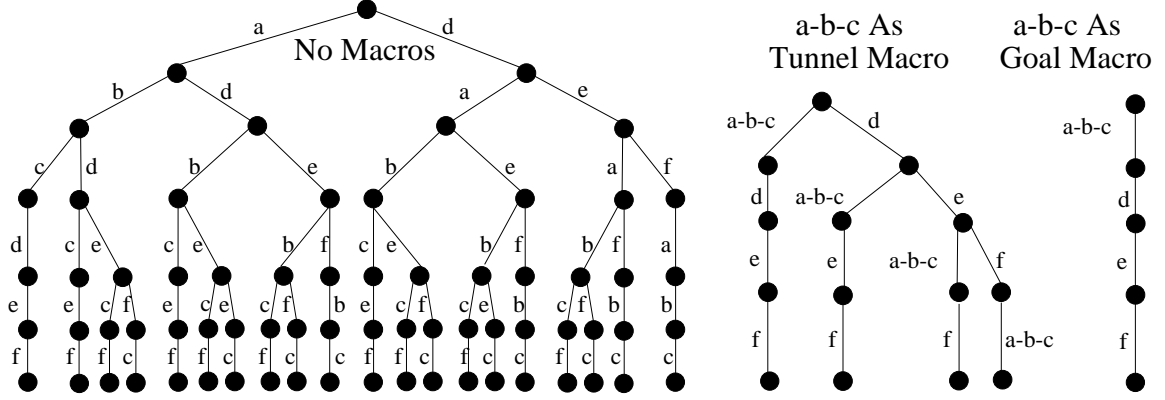 a d
No Macros
b d a e
c d b e b e a f
d c e c e b f c e b f b f a
e e c f e c e c f b e c f c e b c f b b
f f f c f f c f c c f f c f c c f c c c
a-b-c As
Tunnel Macro
a-b-c d
d a-b-c e
e e a-b-c f
f f f a-b-c
a-b-c As
Goal Macro
a-b-c
d
e
f